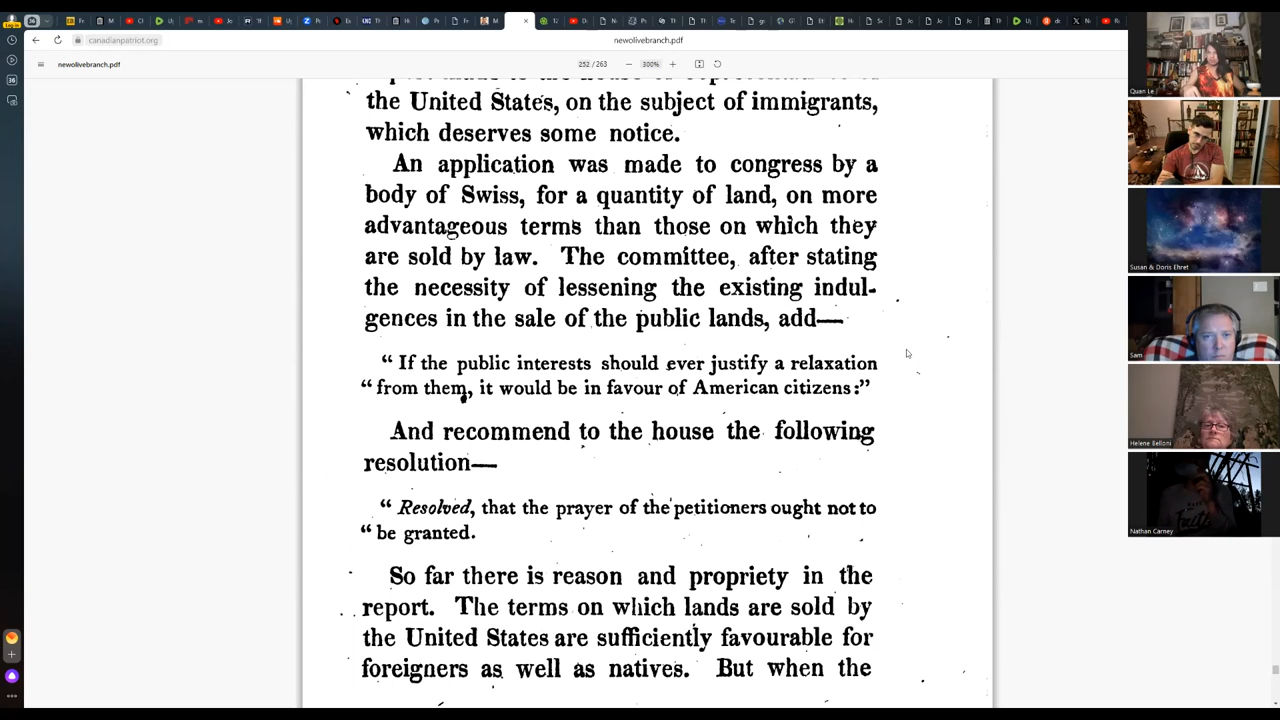 canadianpatriot.org
newolivebranch.pdf
newolivebranch.pdf
252 / 263
300%
the United States, on the subject of immigrants,
which deserves some notice.
An application was made to congress by a
body of Swiss, for a quantity of land, on more
advantageous terms than those on which they
are sold by law. The committee, after stating
the necessity of lessening the existing indul-
gences in the sale of the public lands, add—
“ If the public interests should ever justify a relaxation
“ from them, it would be in favour of American citizens:”
And recommend to the house the following
resolution—
“ Resolved, that the prayer of the petitioners ought not to
“ be granted.
So far there is reason and propriety in the
report. The terms on which lands are sold by
the United States are sufficiently favourable for
foreigners as well as natives. But when the
Quan Le
Susan & Doris Ehret
Sam
Helene Belloni
Nathan Carney